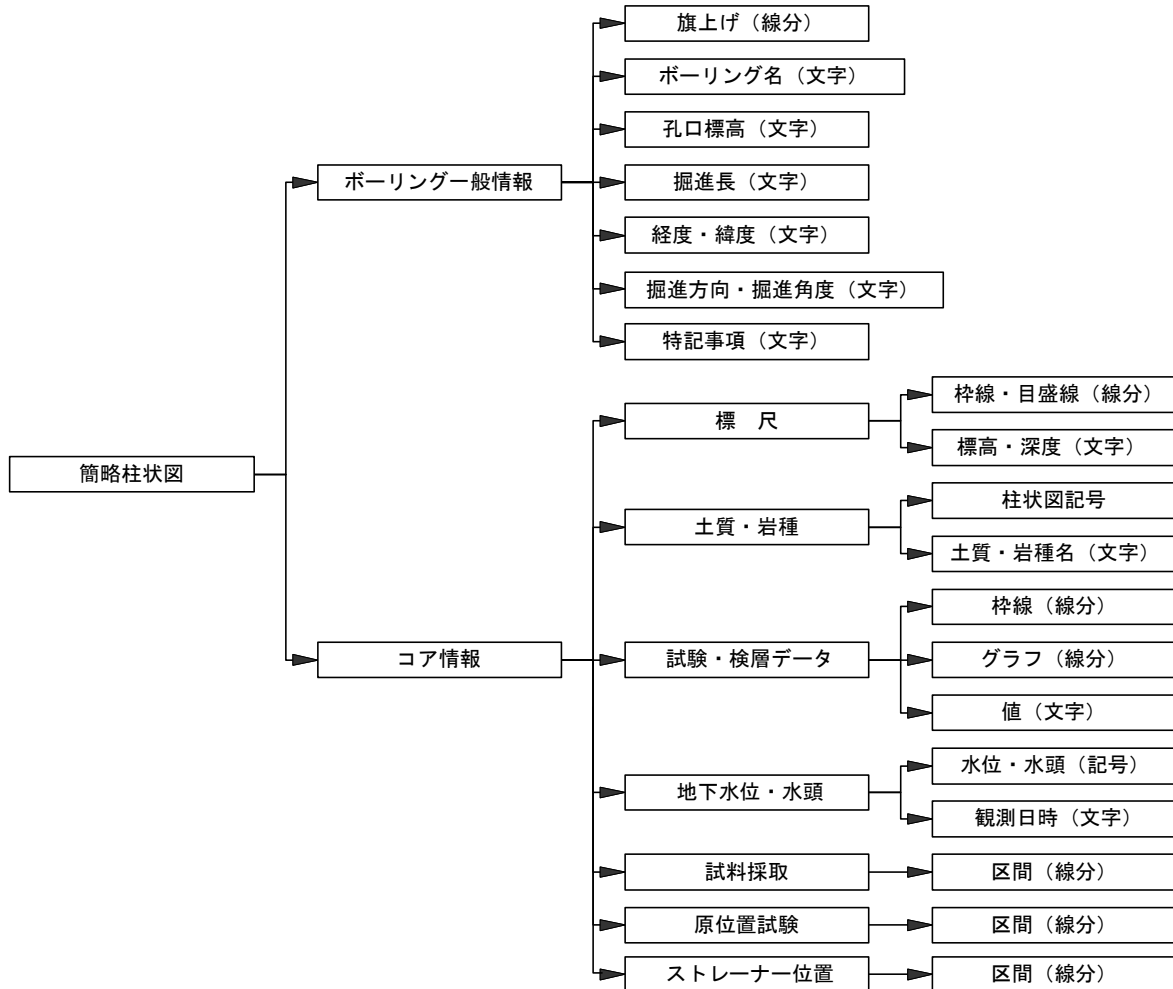 旗上げ（線分）
ボーリング名（文字）
孔口標高（文字）
ボーリング一般情報
掘進長（文字）
経度・緯度（文字）
掘進方向・掘進角度（文字）
特記事項（文字）
枠線・目盛線（線分）
標　尺
標高・深度（文字）
簡略柱状図
柱状図記号
土質・岩種
土質・岩種名（文字）
枠線（線分）
コア情報
試験・検層データ
グラフ（線分）
値（文字）
水位・水頭（記号）
地下水位・水頭
観測日時（文字）
試料採取
区間（線分）
原位置試験
区間（線分）
ストレーナー位置
区間（線分）